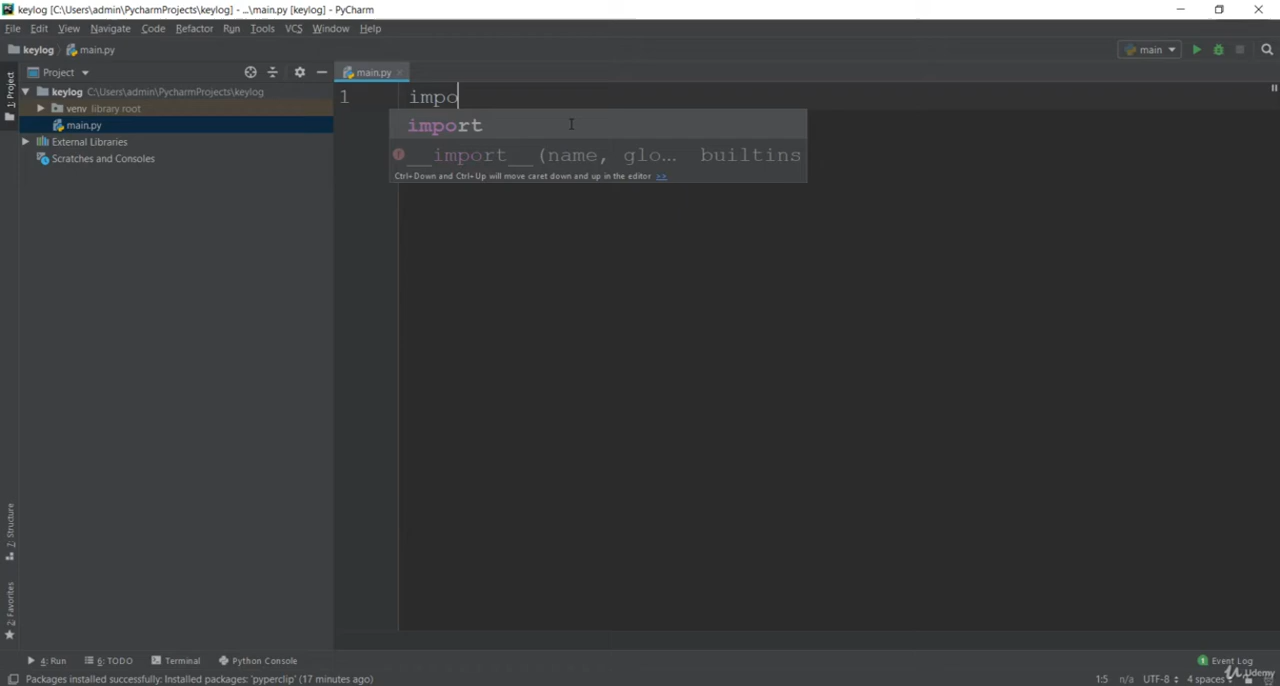 keylog [C:\Users\admin\PycharmProjects\keylog] - ...\main.py [keylog] - PyCharm
File Edit View Navigate Code Refactor Run Tools VCS Window Help
keylog main.py main
1: Project
Project main.py
keylog C:\Users\admin\PycharmProjects\keylog
venv library root
main.py
External Libraries
Scratches and Consoles
1 impo
import
__import__(name, glo... builtins
Ctrl+Down and Ctrl+Up will move caret down and up in the editor >>
7: Structure
2: Favorites
4: Run 6: TODO Terminal Python Console 1 Event Log
Packages installed successfully: Installed packages: 'pyperclip' (17 minutes ago) 1:5 n/a UTF-8 4 spaces
Udemy